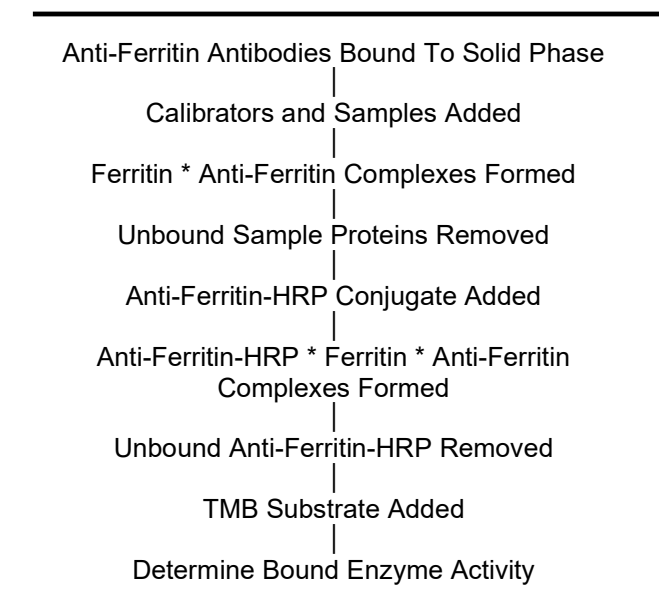 Anti-Ferritin Antibodies Bound To Solid Phase
Calibrators and Samples Added
Ferritin * Anti-Ferritin Complexes Formed
Unbound Sample Proteins Removed
Anti-Ferritin-HRP Conjugate Added
Anti-Ferritin-HRP * Ferritin * Anti-Ferritin
Complexes Formed
Unbound Anti-Ferritin-HRP Removed
TMB Substrate Added
Determine Bound Enzyme Activity